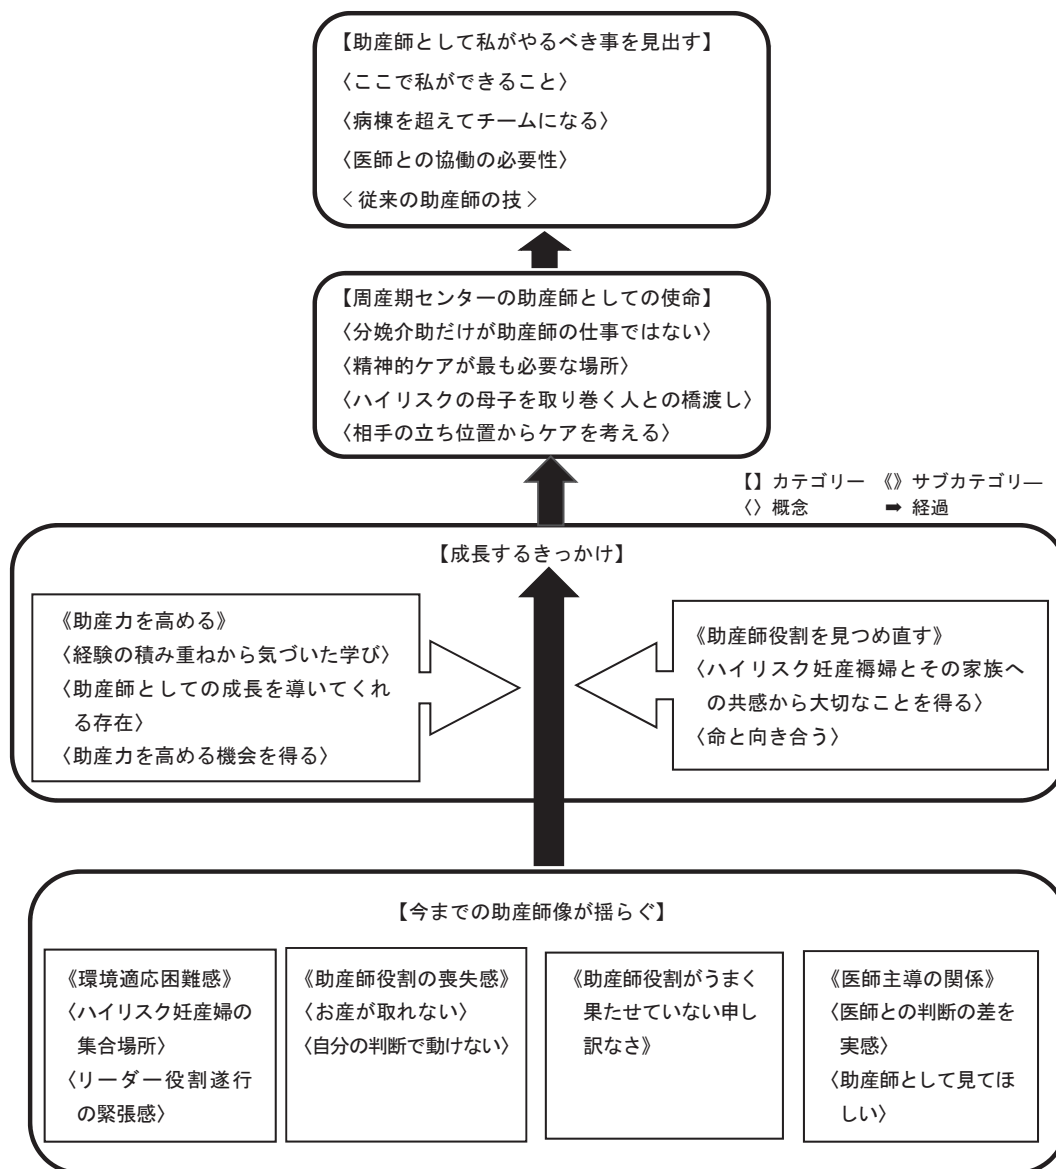 【助産師として私がやるべき事を見出す】
〈ここで私ができること〉
〈病棟を超えてチームになる〉
〈医師との協働の必要性〉
〈 従来の助産師の技 〉
【周産期センターの助産師としての使命】
〈分娩介助だけが助産師の仕事ではない〉
〈精神的ケアが最も必要な場所〉
〈ハイリスクの母子を取り巻く人との橋渡し〉
〈相手の立ち位置からケアを考える〉
【】カテゴリー 《》サブカテゴリ―
〈〉概念 ➡ 経過
【成長するきっかけ】
《助産力を高める》
〈経験の積み重ねから気づいた学び〉
〈助産師としての成長を導いてくれ
る存在〉
〈助産力を高める機会を得る〉
《助産師役割を見つめ直す》
〈ハイリスク妊産褥婦とその家族へ
の共感から大切なことを得る〉
〈命と向き合う〉
【今までの助産師像が揺らぐ】
《環境適応困難感》
〈ハイリスク妊産婦の
集合場所〉
〈リーダー役割遂行
の緊張感〉
《助産師役割の喪失感》
〈お産が取れない〉
〈自分の判断で動けない〉
《助産師役割がうまく
果たせていない申し
訳なさ》
《医師主導の関係》
〈医師との判断の差を
実感〉
〈助産師として見てほ
しい〉